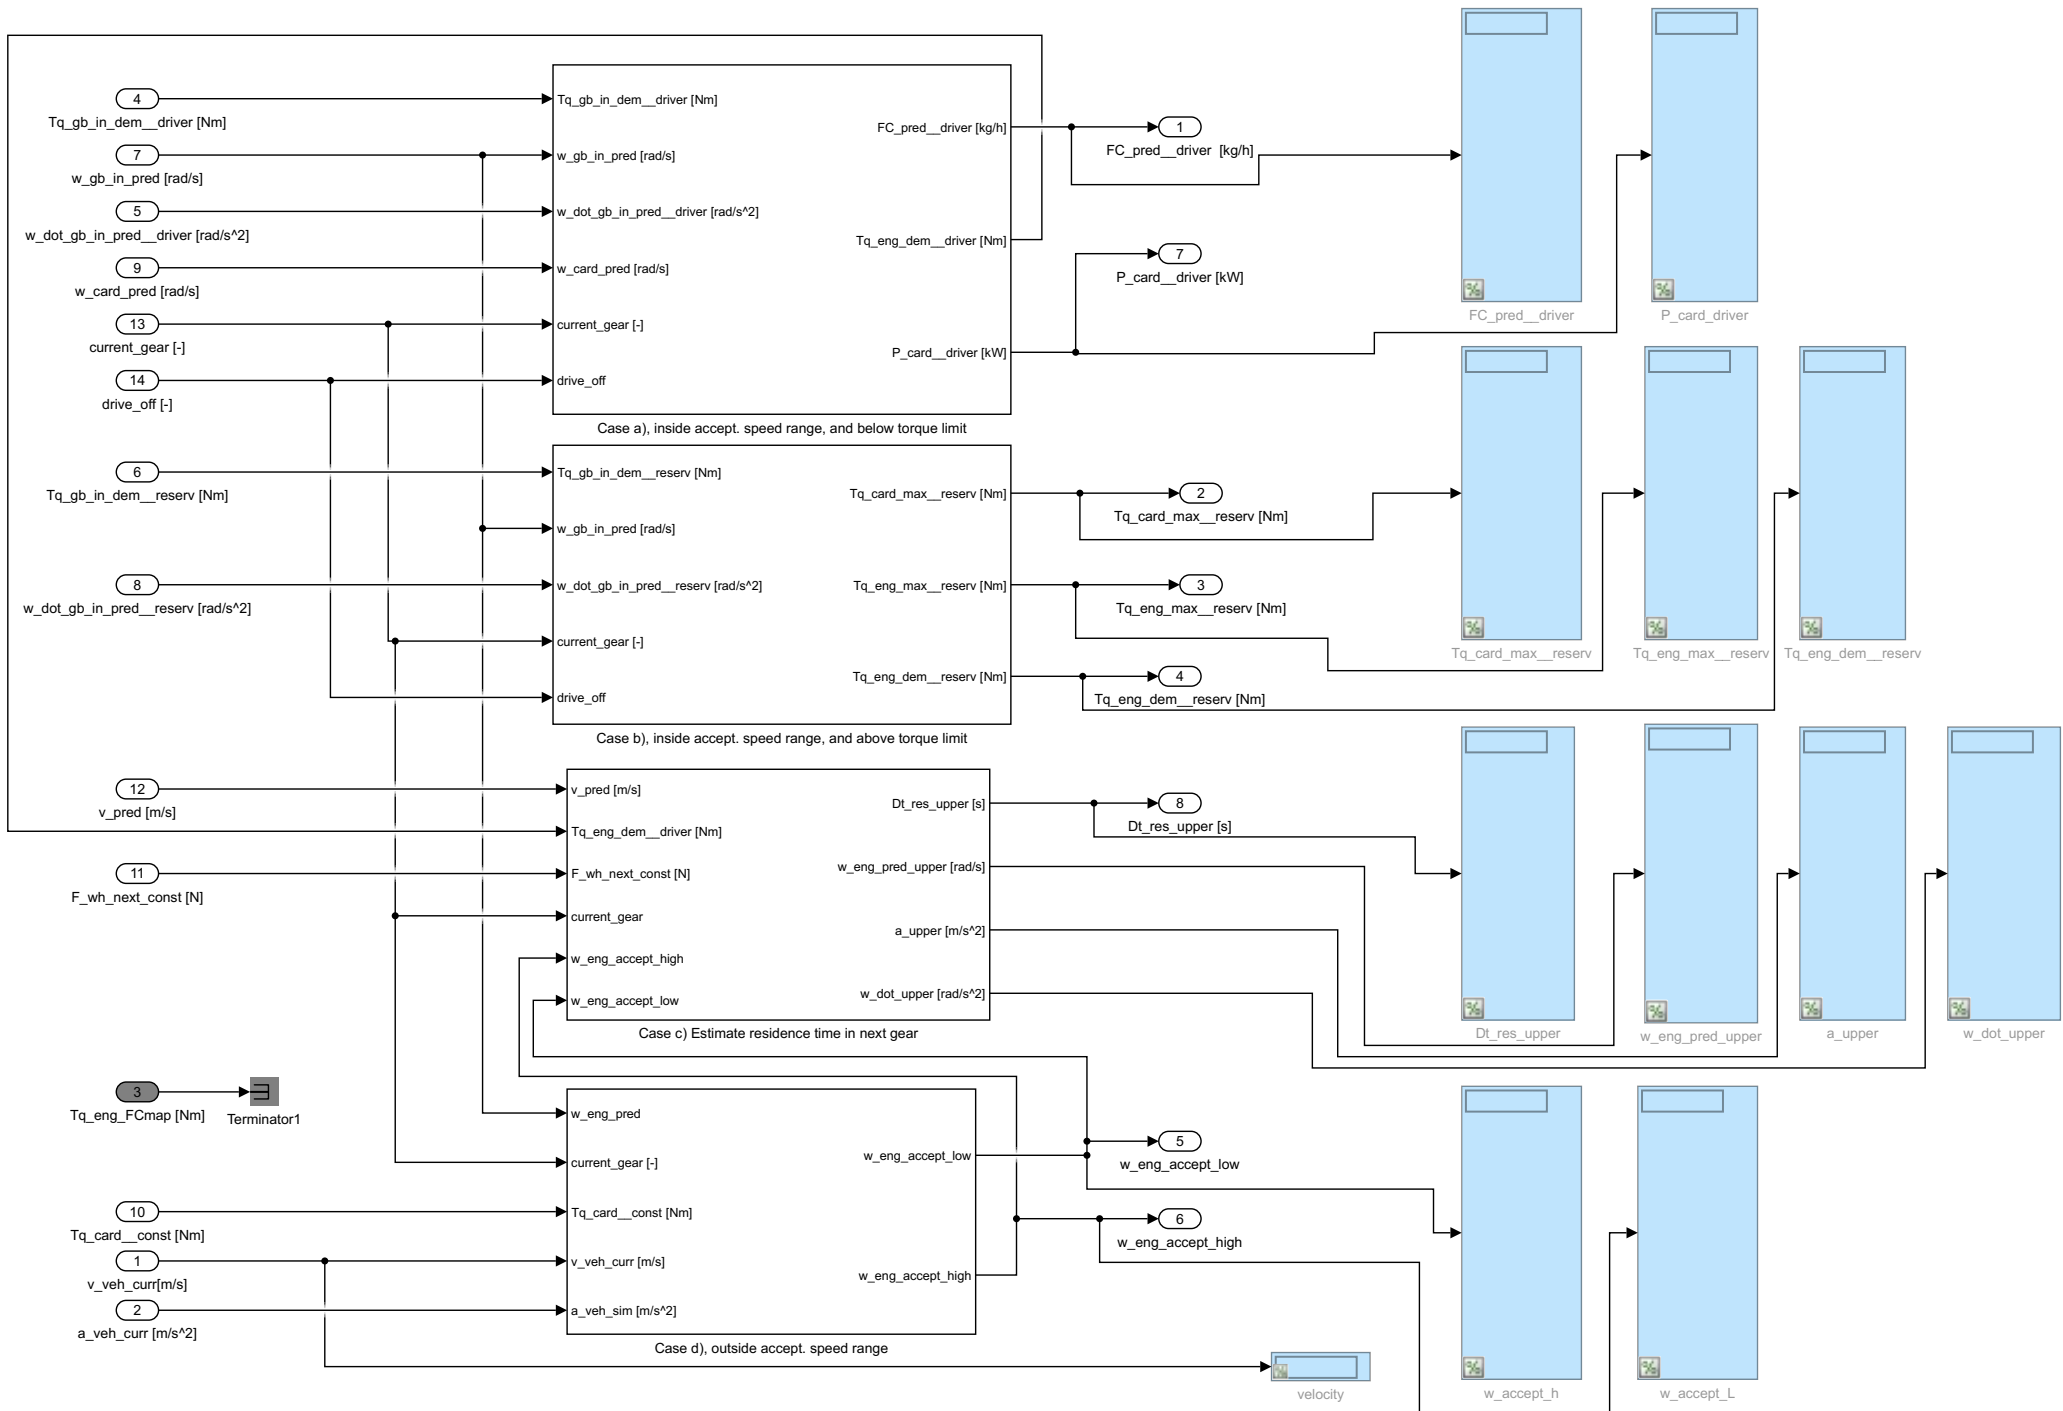 4
Tq_gb_in_dem__driver [Nm]
7
w_gb_in_pred [rad/s]
5
w_dot_gb_in_pred__driver [rad/s^2]
9
w_card_pred [rad/s]
13
current_gear [-]
14
drive_off [-]
Tq_gb_in_dem__driver [Nm]
w_gb_in_pred [rad/s]
w_dot_gb_in_pred__driver [rad/s^2]
w_card_pred [rad/s]
current_gear [-]
drive_off
FC_pred__driver [kg/h]
Tq_eng_dem__driver [Nm]
P_card__driver [kW]
Case a), inside accept. speed range, and below torque limit
1
FC_pred__driver [kg/h]
7
P_card__driver [kW]
FC_pred__driver
P_card_driver
6
Tq_gb_in_dem__reserv [Nm]
8
w_dot_gb_in_pred__reserv [rad/s^2]
Tq_gb_in_dem__reserv [Nm]
w_gb_in_pred [rad/s]
w_dot_gb_in_pred__reserv [rad/s^2]
current_gear [-]
drive_off
Tq_card_max__reserv [Nm]
Tq_eng_max__reserv [Nm]
Tq_eng_dem__reserv [Nm]
Case b), inside accept. speed range, and above torque limit
2
Tq_card_max__reserv [Nm]
3
Tq_eng_max__reserv [Nm]
4
Tq_eng_dem__reserv [Nm]
Tq_card_max__reserv
Tq_eng_max__reserv
Tq_eng_dem__reserv
12
v_pred [m/s]
11
F_wh_next_const [N]
v_pred [m/s]
Tq_eng_dem__driver [Nm]
F_wh_next_const [N]
current_gear
w_eng_accept_high
w_eng_accept_low
Dt_res_upper [s]
w_eng_pred_upper [rad/s]
a_upper [m/s^2]
w_dot_upper [rad/s^2]
Case c) Estimate residence time in next gear
8
Dt_res_upper [s]
Dt_res_upper
w_eng_pred_upper
a_upper
w_dot_upper
3
Tq_eng_FCmap [Nm]
Terminator1
10
Tq_card__const [Nm]
1
v_veh_curr[m/s]
2
a_veh_curr [m/s^2]
w_eng_pred
current_gear [-]
Tq_card__const [Nm]
v_veh_curr [m/s]
a_veh_sim [m/s^2]
w_eng_accept_low
w_eng_accept_high
Case d), outside accept. speed range
5
w_eng_accept_low
6
w_eng_accept_high
velocity
w_accept_h
w_accept_L